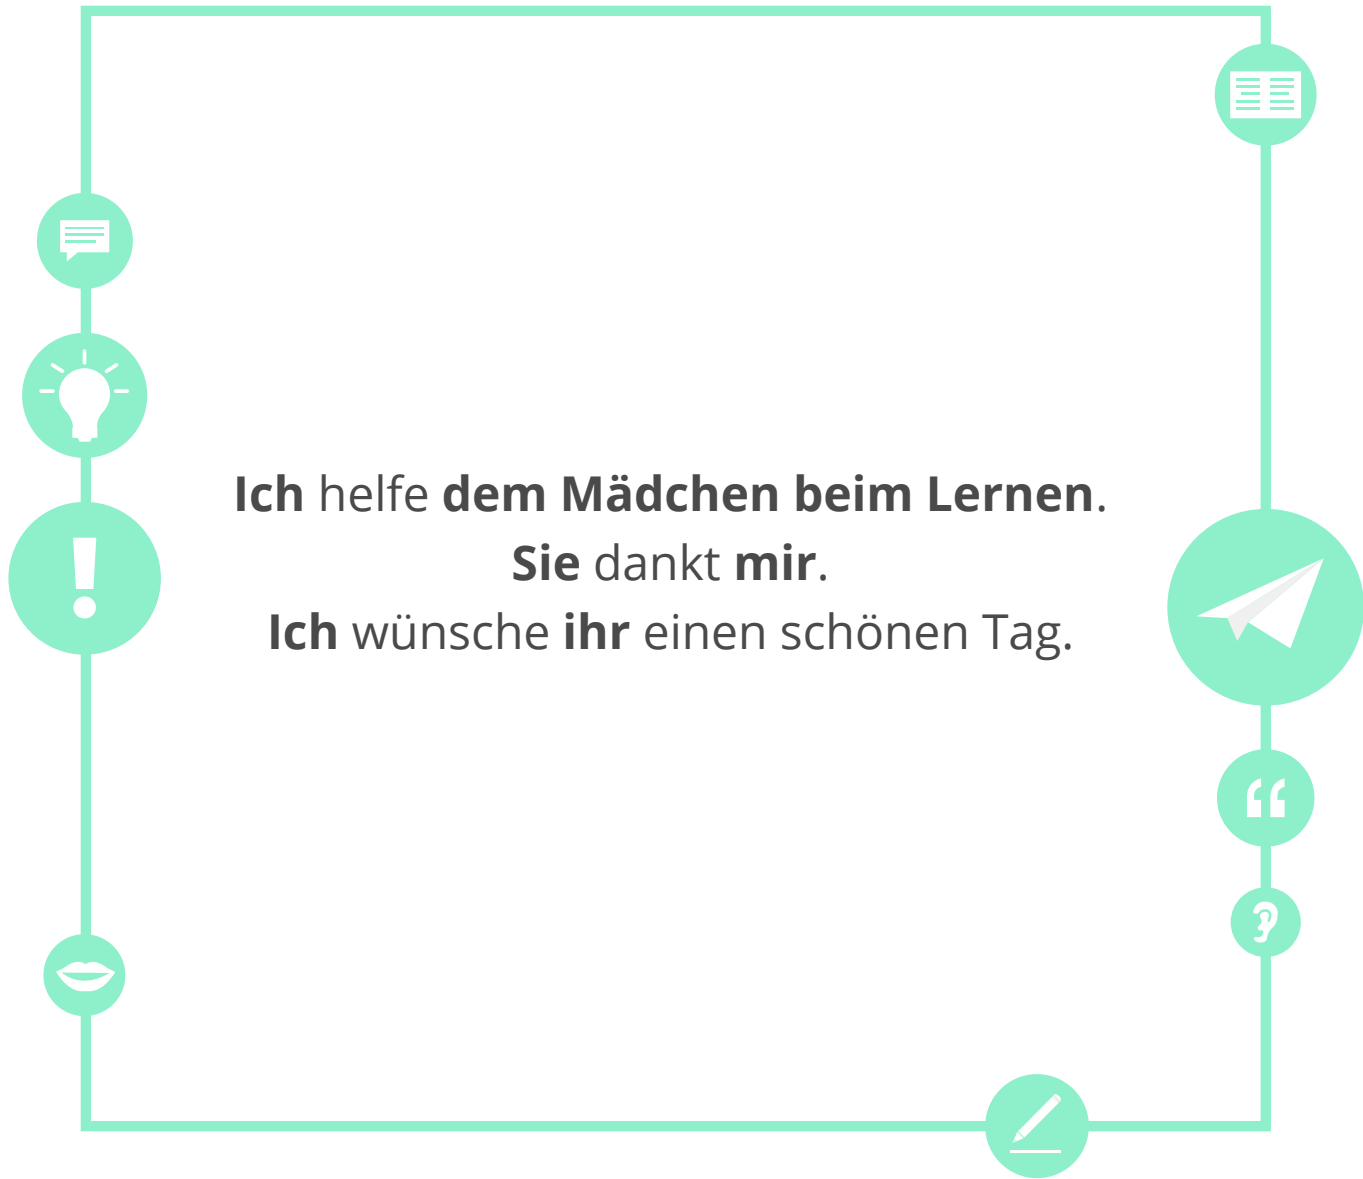 Ich helfe dem Mädchen beim Lernen.
Sie dankt mir.
Ich wünsche ihr einen schönen Tag.